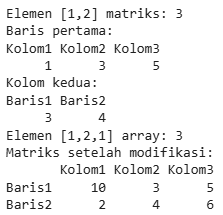 Elemen [1,2] matriks: 3
Baris pertama:
Kolom1 Kolom2 Kolom3
     1      3      5
Kolom kedua:
Baris1 Baris2
     3      4
Elemen [1,2,1] array: 3
Matriks setelah modifikasi:
       Kolom1 Kolom2 Kolom3
Baris1     10      3      5
Baris2      2      4      6